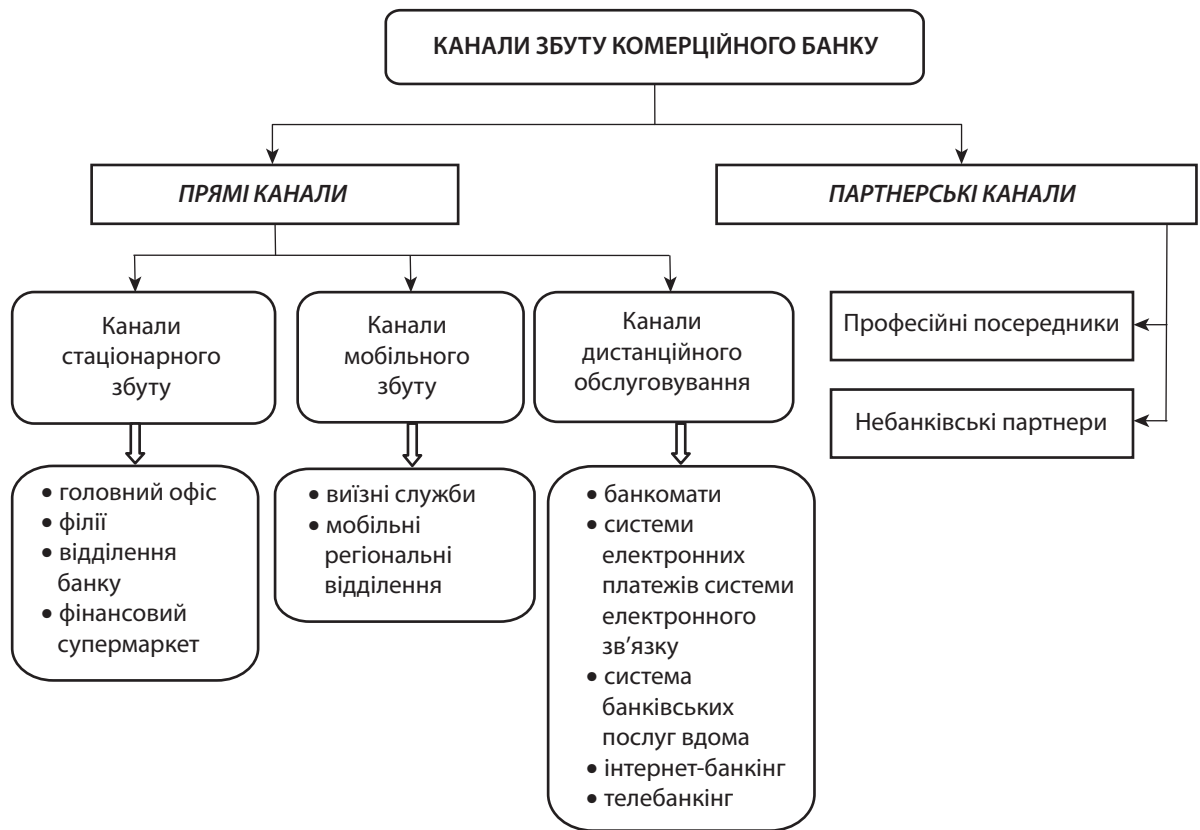 КАНАЛИ ЗБУТУ КОМЕРЦІЙНОГО БАНКУ
ПРЯМІ КАНАЛИ
ПАРТНЕРСЬКІ КАНАЛИ
Канали
стаціонарного
збуту
Канали
мобільного
збуту
Канали
дистанційного
обслуговування
Професійні посередники
Небанківські партнери
• головний офіс
• філії
• відділення
банку
• фінансовий
супермаркет
• виїзні служби
• мобільні
регіональні
відділення
• банкомати
• системи
електронних
платежів системи
електронного
зв'язку
• система
банківських
послуг вдома
• інтернет-банкінг
• телебанкінг